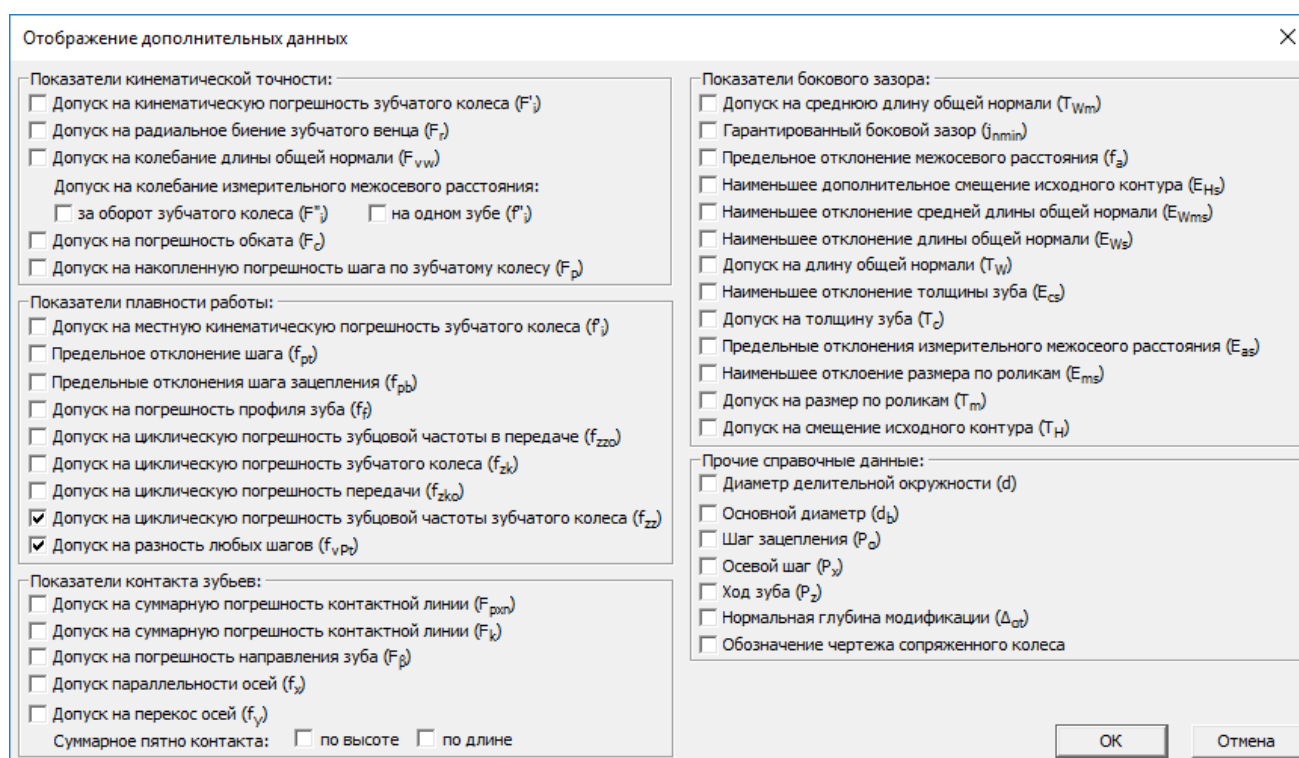 Отображение дополнительных данных
Показатели кинематической точности:
Допуск на кинематическую погрешность зубчатого колеса (F'i)
Допуск на радиальное биение зубчатого венца (Fr)
Допуск на колебание длины общей нормали (Fvw)
Допуск на колебание измерительного межосевого расстояния:
за оборот зубчатого колеса (F"i) на одном зубе (f"i)
Допуск на погрешность обката (Fc)
Допуск на накопленную погрешность шага по зубчатому колесу (Fp)
Показатели плавности работы:
Допуск на местную кинематическую погрешность зубчатого колеса (f'i)
Предельное отклонение шага (fpt)
Предельные отклонения шага зацепления (fpb)
Допуск на погрешность профиля зуба (ff)
Допуск на циклическую погрешность зубцовой частоты в передаче (fzzo)
Допуск на циклическую погрешность зубчатого колеса (fzk)
Допуск на циклическую погрешность передачи (fzko)
Допуск на циклическую погрешность зубцовой частоты зубчатого колеса (fzz)
Допуск на разность любых шагов (fvPt)
Показатели контакта зубьев:
Допуск на суммарную погрешность контактной линии (Fpxn)
Допуск на суммарную погрешность контактной линии (Fk)
Допуск на погрешность направления зуба (Fβ)
Допуск параллельности осей (fx)
Допуск на перекос осей (fy)
Суммарное пятно контакта: по высоте по длине
Показатели бокового зазора:
Допуск на среднюю длину общей нормали (TWm)
Гарантированный боковой зазор (jnmin)
Предельное отклонение межосевого расстояния (fa)
Наименьшее дополнительное смещение исходного контура (EHs)
Наименьшее отклонение средней длины общей нормали (EWms)
Наименьшее отклонение длины общей нормали (EWs)
Допуск на длину общей нормали (TW)
Наименьшее отклонение толщины зуба (Ecs)
Допуск на толщину зуба (Tc)
Предельные отклонения измерительного межосеого расстояния (Eas)
Наименьшее отклоение размера по роликам (Ems)
Допуск на размер по роликам (Tm)
Допуск на смещение исходного контура (TH)
Прочие справочные данные:
Диаметр делительной окружности (d)
Основной диаметр (db)
Шаг зацепления (Pα)
Осевой шаг (Px)
Ход зуба (Pz)
Нормальная глубина модификации (Δαt)
Обозначение чертежа сопряженного колеса
OK Отмена